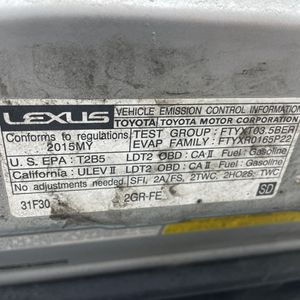 LEXUS VEHICLE EMISSION CONTROL INFORMATION
TOYOTA TOYOTA MOTOR CORPORATION
Conforms to regulations : TEST GROUP : FTYXT03.5BER
2015MY EVAP FAMILY : FTYXR0165P22
U.S. EPA : T2B5 LDT2 OBD : CA II Fuel : Gasoline
California : ULEV II LDT2 OBD : CA II Fuel : Gasoline
No adjustments needed. SFI, 2A/FS, 2TWC, 2HO2S, TWC
31F30 2GR-FE SD